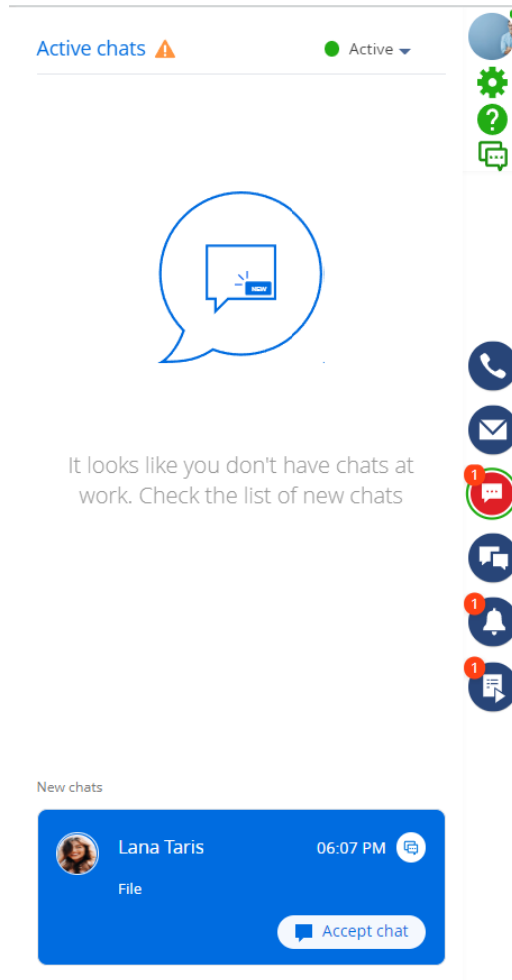 Active chats
Active
NEW
It looks like you don't have chats at
work. Check the list of new chats
1
1
1
New chats
Lana Taris 06:07 PM
File
Accept chat